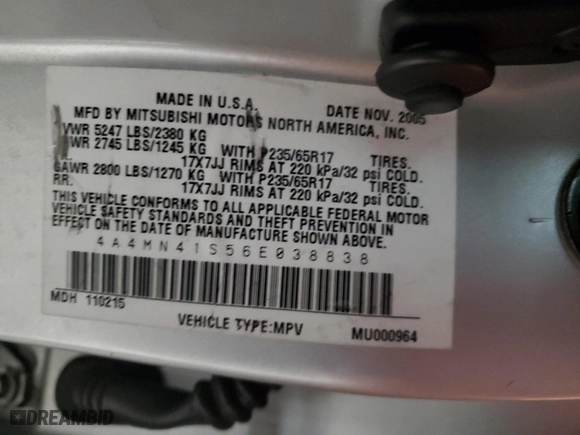 MADE IN U.S.A. DATE NOV. 2005
MFD BY MITSUBISHI MOTORS NORTH AMERICA, INC.
VWR 5247 LBS/2380 KG
WR 2745 LBS/1245 KG WITH P235/65R17 TIRES.
17X7JJ RIMS AT 220 kPa/32 psi COLD.
GAWR 2800 LBS/1270 KG WITH P235/65R17 TIRES.
RR. 17X7JJ RIMS AT 220 kPa/32 psi COLD.
THIS VEHICLE CONFORMS TO ALL APPLICABLE FEDERAL MOTOR
VEHICLE SAFETY STANDARDS AND THEFT PREVENTION IN
EFFECT ON THE DATE OF MANUFACTURE SHOWN ABOVE.
4A4MN41S56E038838
MDH 110215
VEHICLE TYPE:MPV MU000964
DREAMBID